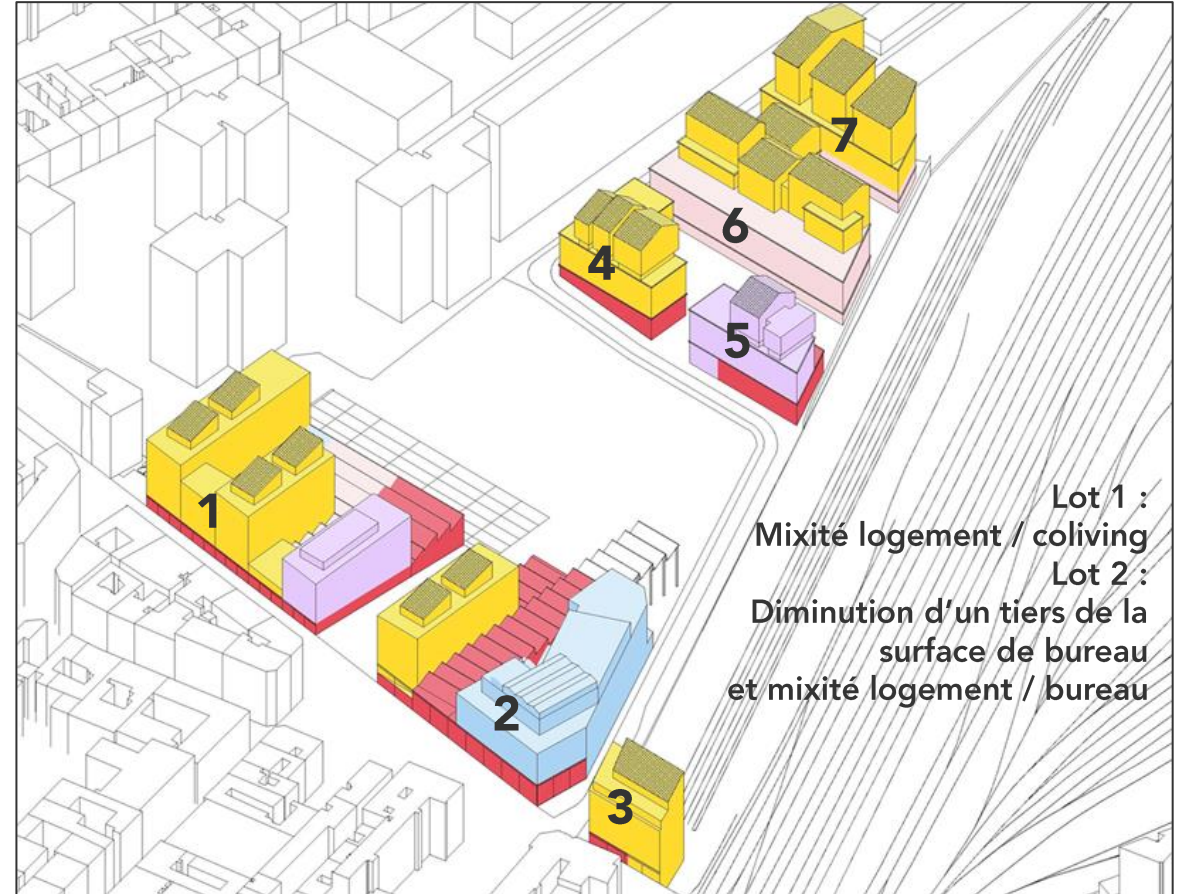 7
6
4
5
1
Lot 1 :
Mixité logement / coliving
Lot 2 :
Diminution d’un tiers de la
surface de bureau
et mixité logement / bureau
2
3